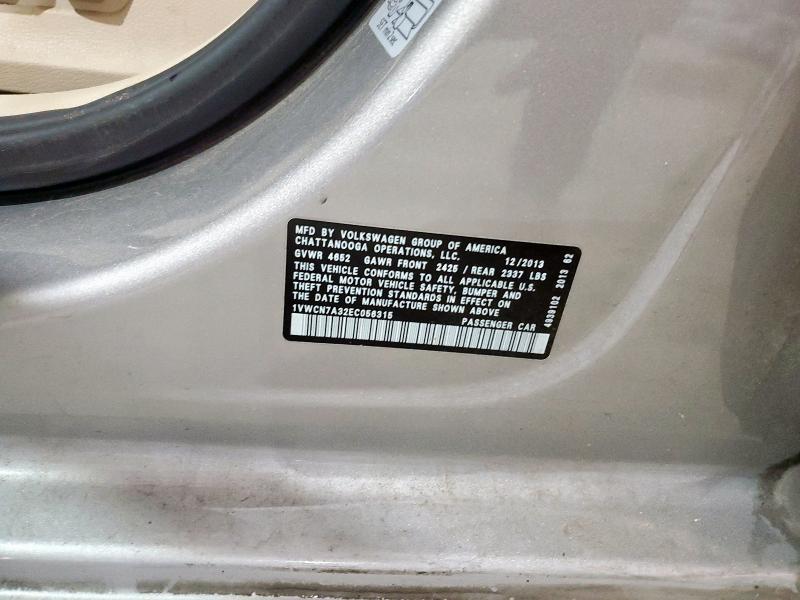 MFD BY VOLKSWAGEN GROUP OF AMERICA
CHATTANOOGA OPERATIONS, LLC. 12/2013
GVWR 4652 GAWR FRONT 2425 / REAR 2337 LBS
THIS VEHICLE CONFORMS TO ALL APPLICABLE U.S.
FEDERAL MOTOR VEHICLE SAFETY, BUMPER AND
THEFT PREVENTION STANDARDS IN EFFECT ON
THE DATE OF MANUFACTURE SHOWN ABOVE
1VWCN7A32EC056315 PASSENGER CAR
4939102 2013 62